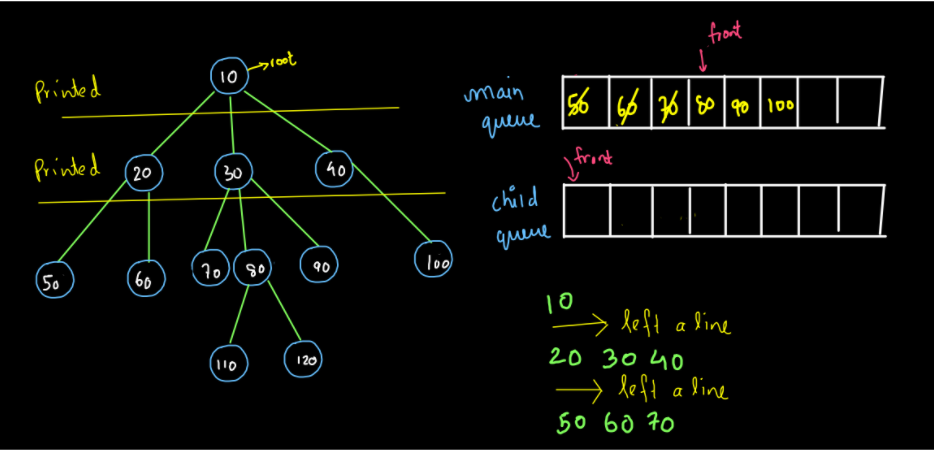 Printed
10 → root
Printed
20 30 40
50 60 70 80 90 100
110 120
front
main queue
50 60 70 80 90 100
front
child queue
10
→ left a line
20 30 40
→ left a line
50 60 70